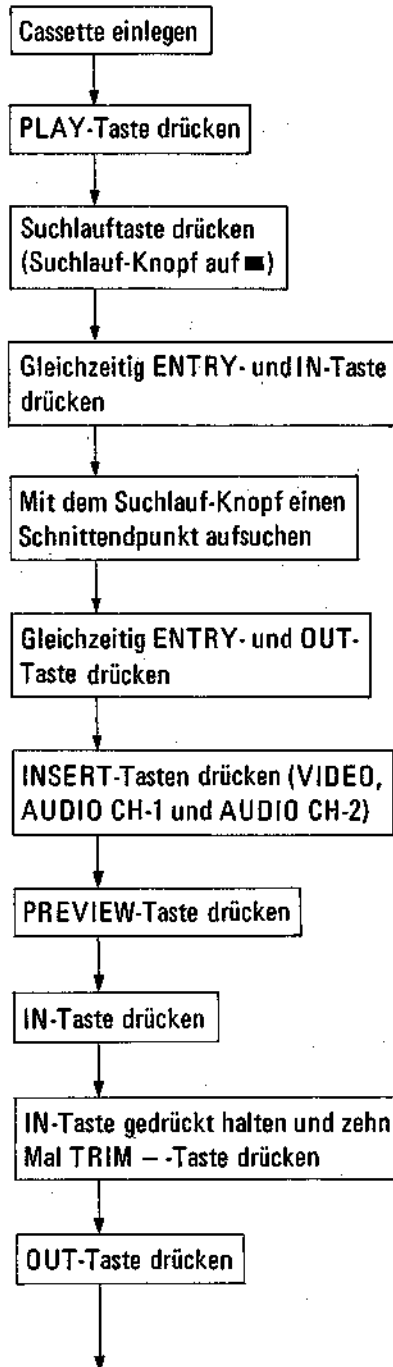 Cassette einlegen
PLAY-Taste drücken
Suchlauftaste drücken
(Suchlauf-Knopf auf ■)
Gleichzeitig ENTRY- und IN-Taste
drücken
Mit dem Suchlauf-Knopf einen
Schnittendpunkt aufsuchen
Gleichzeitig ENTRY- und OUT-
Taste drücken
INSERT-Tasten drücken (VIDEO,
AUDIO CH-1 und AUDIO CH-2)
PREVIEW-Taste drücken
IN-Taste drücken
IN-Taste gedrückt halten und zehn
Mal TRIM – -Taste drücken
OUT-Taste drücken